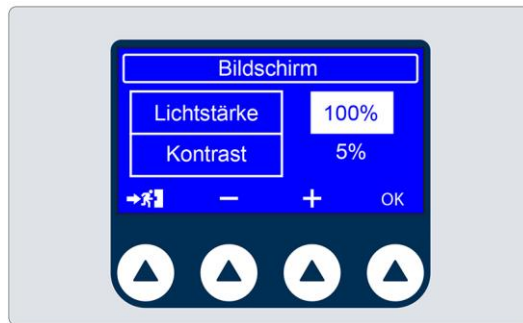 Bildschirm
Lichtstärke 100%
Kontrast 5%
− + OK